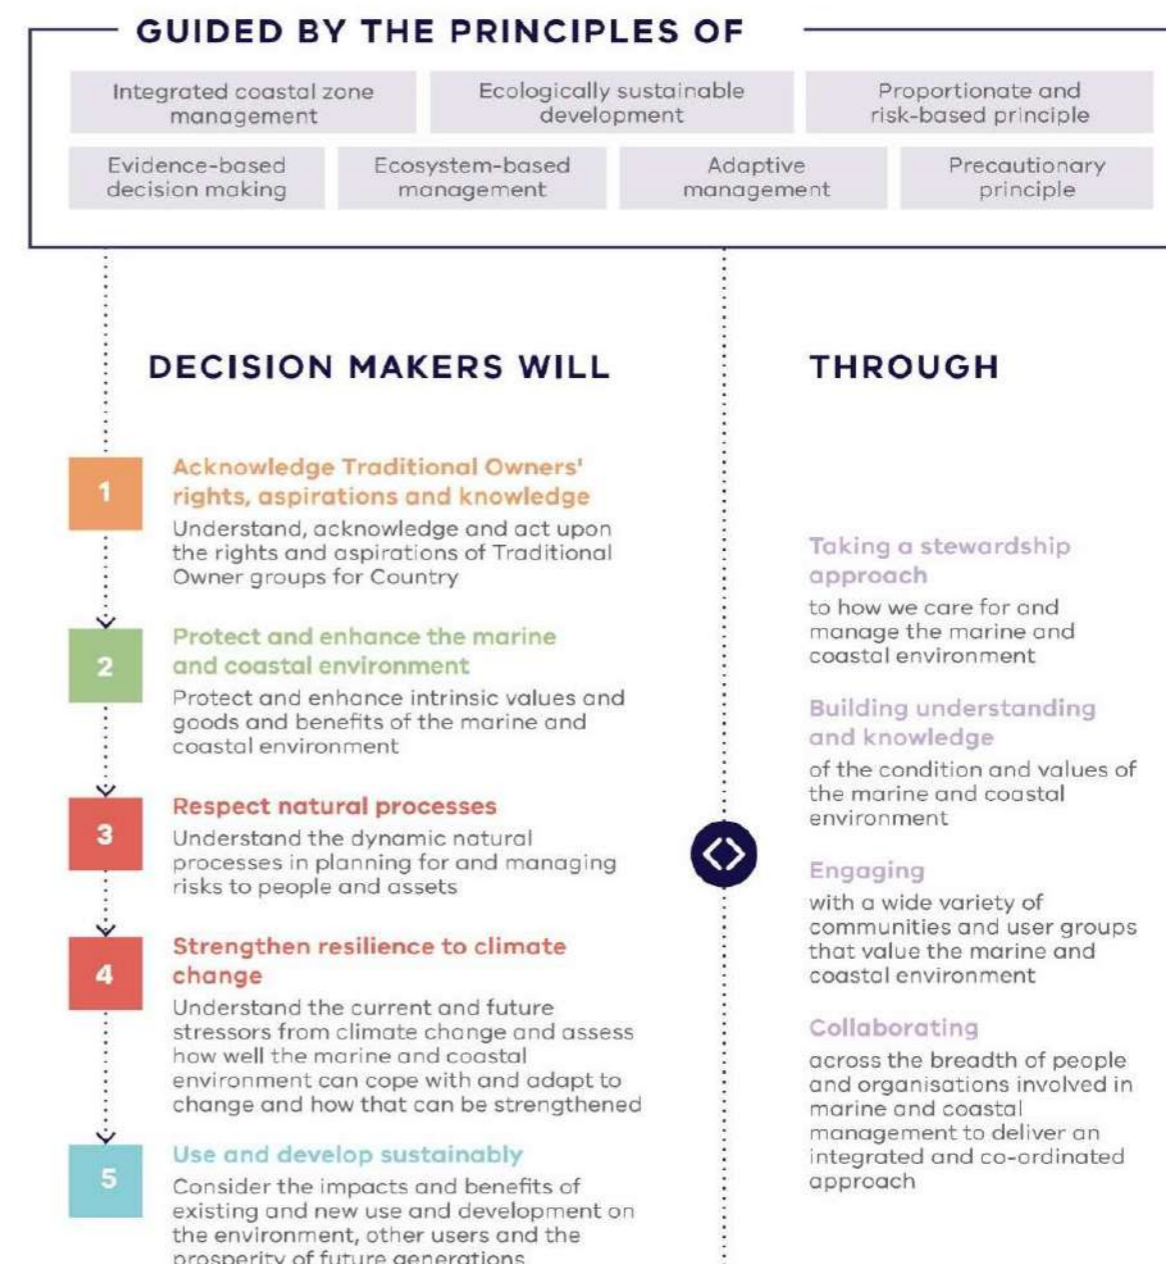 GUIDED BY THE PRINCIPLES OF
Integrated coastal zone
management
Ecologically sustainable
development
Proportionate and
risk-based principle
Evidence-based
decision making
Ecosystem-based
management
Adaptive
management
Precautionary
principle
DECISION MAKERS WILL
1
Acknowledge Traditional Owners'
rights, aspirations and knowledge
Understand, acknowledge and act upon
the rights and aspirations of Traditional
Owner groups for Country
2
Protect and enhance the marine
and coastal environment
Protect and enhance intrinsic values and
goods and benefits of the marine and
coastal environment
3
Respect natural processes
Understand the dynamic natural
processes in planning for and managing
risks to people and assets
4
Strengthen resilience to climate
change
Understand the current and future
stressors from climate change and assess
how well the marine and coastal
environment can cope with and adapt to
change and how that can be strengthened
5
Use and develop sustainably
Consider the impacts and benefits of
existing and new use and development on
the environment, other users and the
prosperity of future generations
THROUGH
Taking a stewardship
approach
to how we care for and
manage the marine and
coastal environment
Building understanding
and knowledge
of the condition and values of
the marine and coastal
environment
Engaging
with a wide variety of
communities and user groups
that value the marine and
coastal environment
Collaborating
across the breadth of people
and organisations involved in
marine and coastal
management to deliver an
integrated and co-ordinated
approach